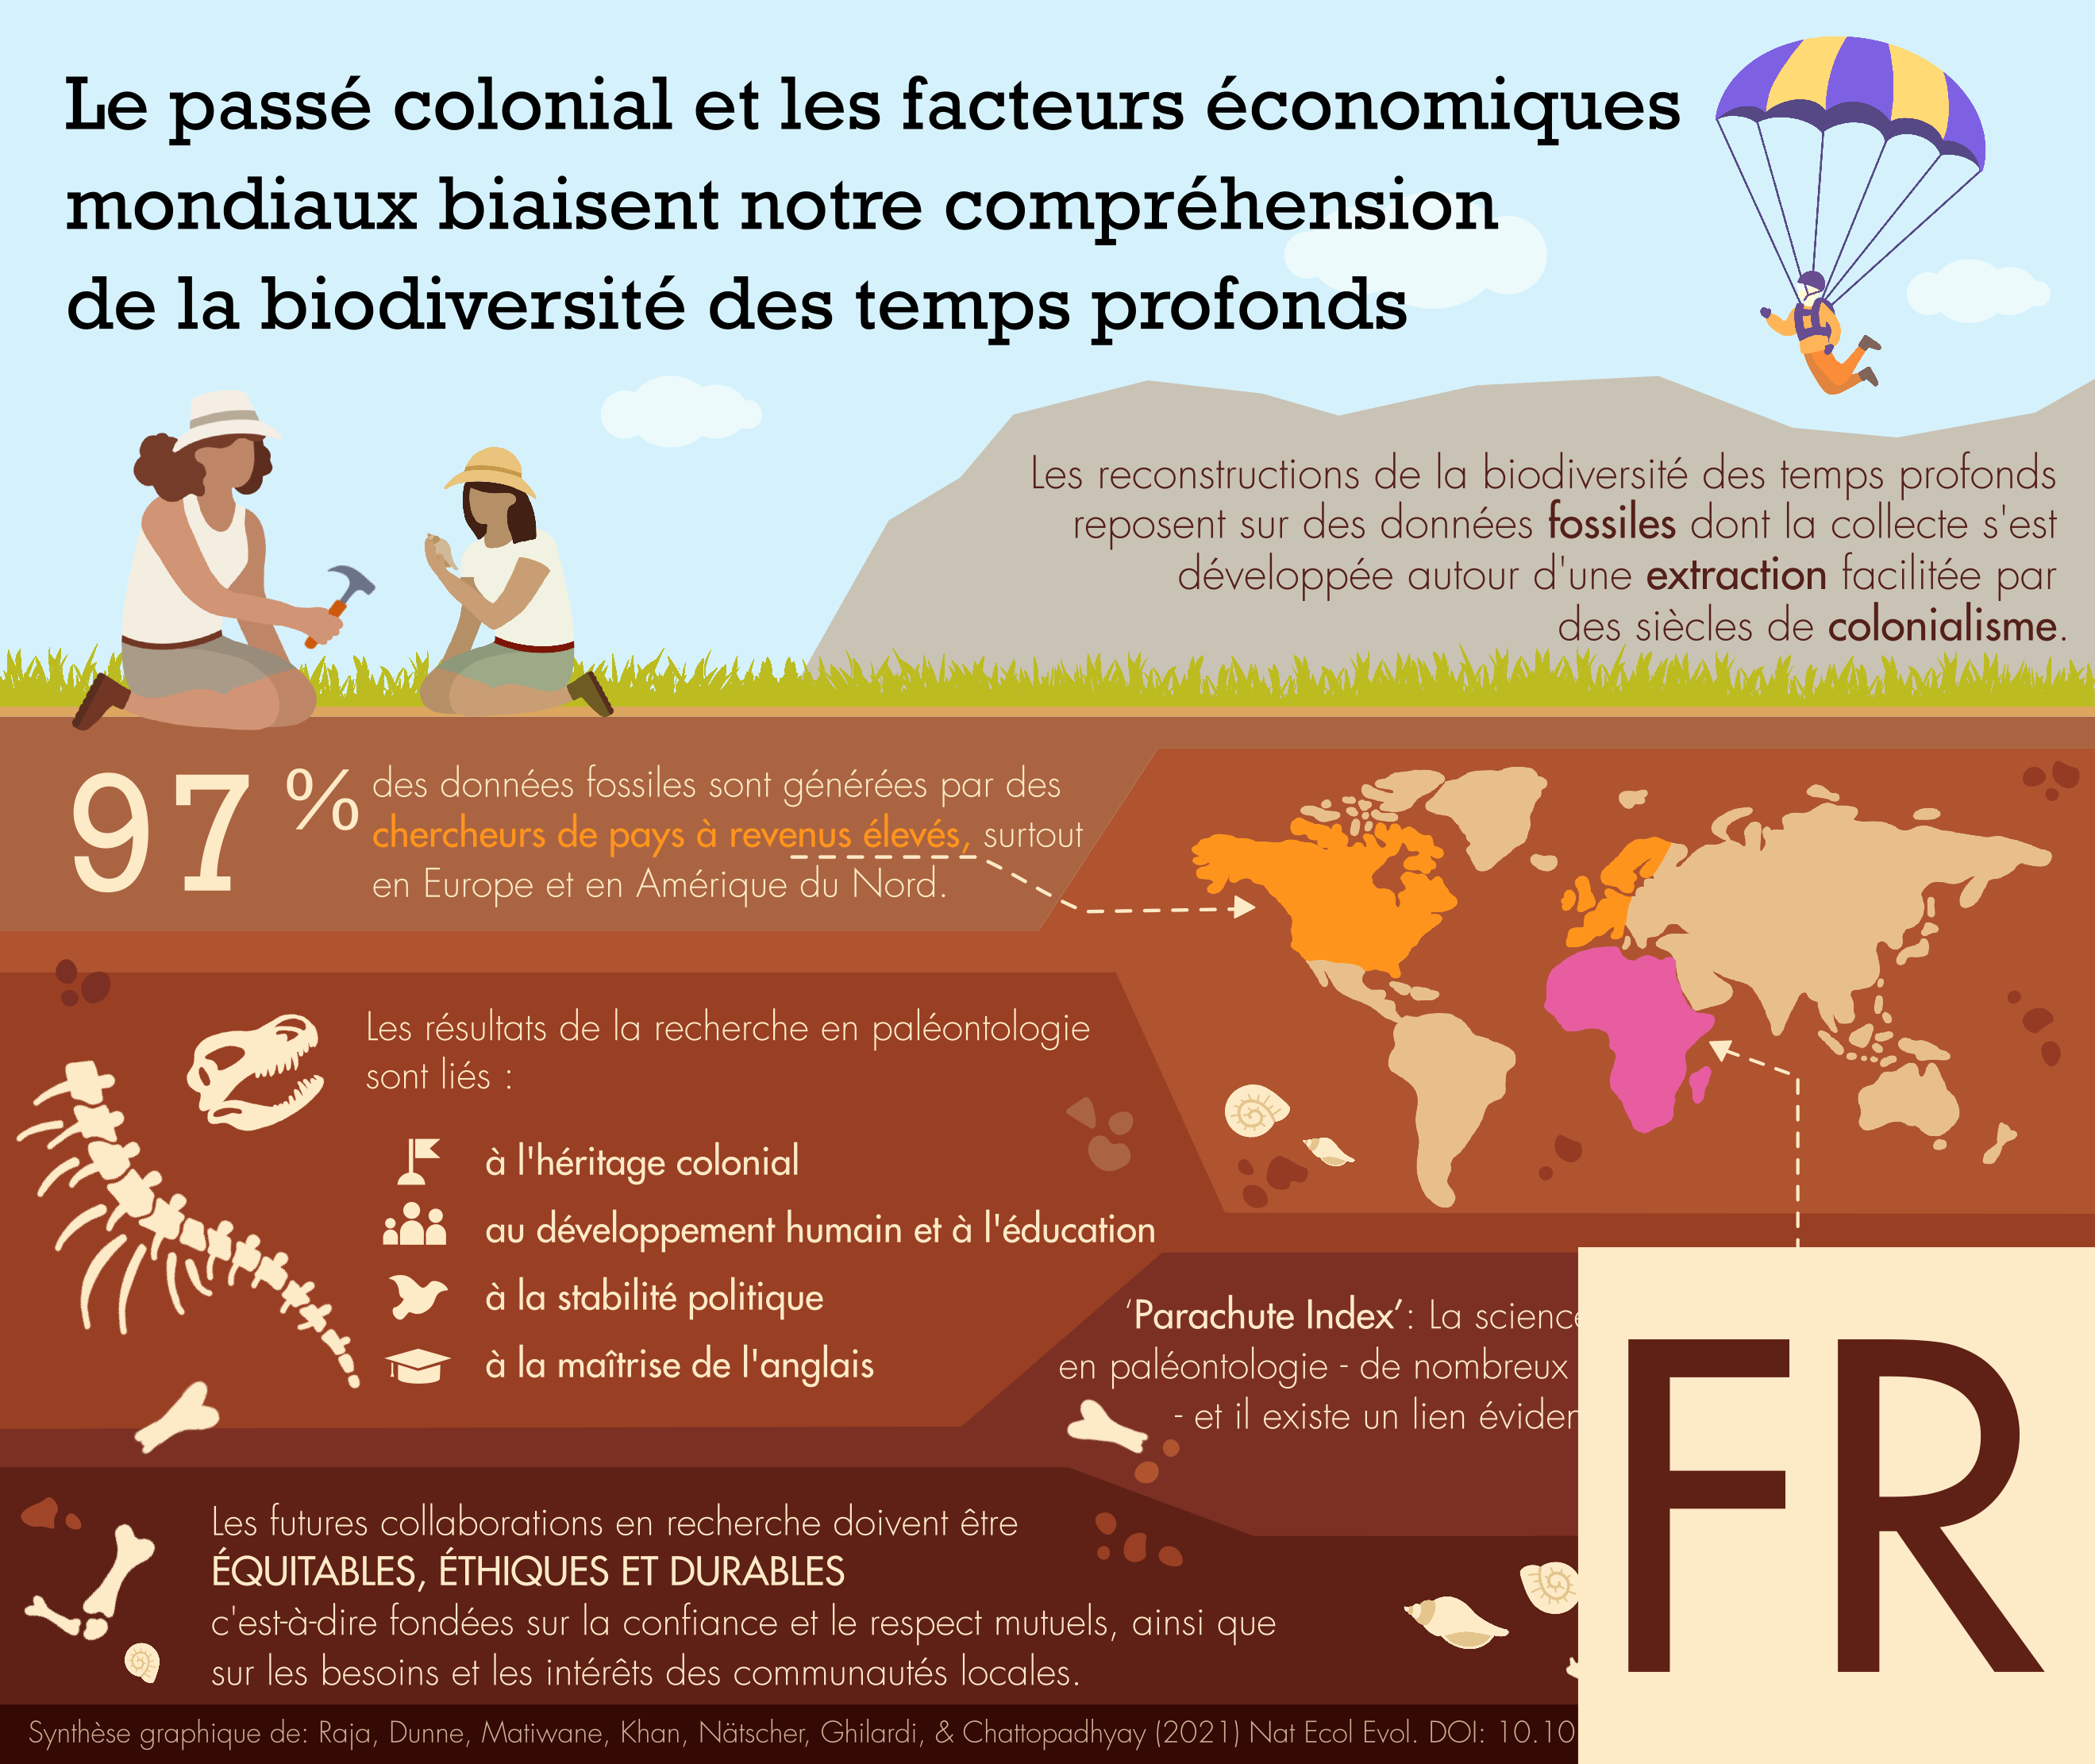 Le passé colonial et les facteurs économiques
mondiaux biaisent notre compréhension
de la biodiversité des temps profonds
Les reconstructions de la biodiversité des temps profonds
reposent sur des données fossiles dont la collecte s'est
développée autour d'une extraction facilitée par
des siècles de colonialisme.
97 %
des données fossiles sont générées par des
chercheurs de pays à revenus élevés, surtout
en Europe et en Amérique du Nord.
Les résultats de la recherche en paléontologie
sont liés :
à l'héritage colonial
au développement humain et à l'éducation
à la stabilité politique
à la maîtrise de l'anglais
‘Parachute Index’: La science
en paléontologie - de nombreux
- et il existe un lien
Les futures collaborations en recherche doivent être
ÉQUITABLES, ÉTHIQUES ET DURABLES
c'est-à-dire fondées sur la confiance et le respect mutuels, ainsi que
sur les besoins et les intérêts des communautés locales.
Synthèse graphique de: Raja, Dunne, Matiwane, Khan, Nätscher, Ghilardi, & Chattopadhyay (2021) Nat Ecol Evol. DOI: 10.10
FR